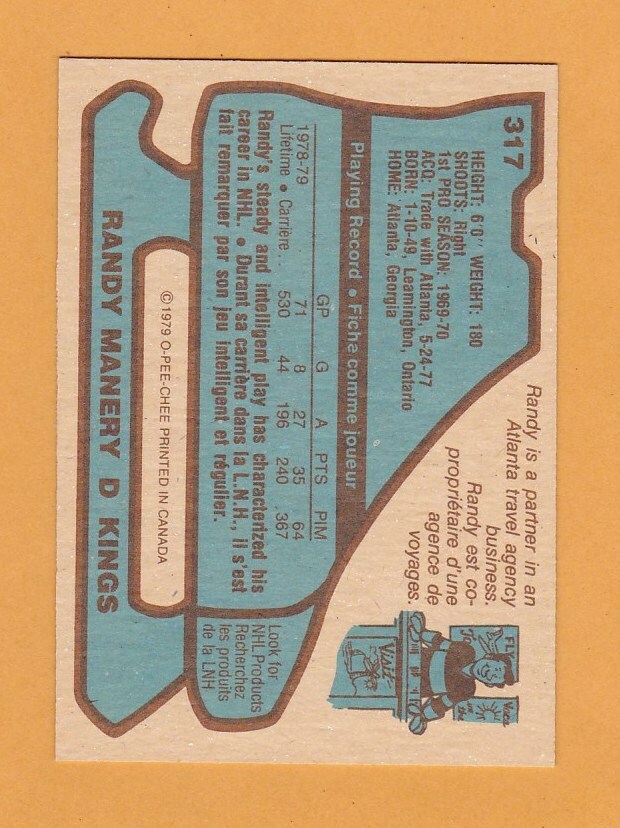 317
HEIGHT: 6'0" WEIGHT: 180
SHOOTS: Right
1st PRO SEASON: 1969-70
ACQ: Trade with Atlanta, 5-24-77
BORN: 1-10-49, Leamington, Ontario
HOME: Atlanta, Georgia
Randy is a partner in an
Atlanta travel agency
business.
Randy est co-
propriétaire d'une
agence de
voyages.
FLY
Visit
Playing Record • Fiche comme joueur
GP G A PTS PIM
1978-79 71 8 27 35 64
Lifetime • Carrière... 530 44 196 240 367
Randy's steady and intelligent play has characterized his
career in NHL. • Durant sa carrière dans la L.N.H., il s'est
fait remarquer par son jeu intelligent et régulier.
Look for
NHL Products
Recherchez
les produits
de la LNH
© 1979 O-PEE-CHEE PRINTED IN CANADA
RANDY MANERY D KINGS